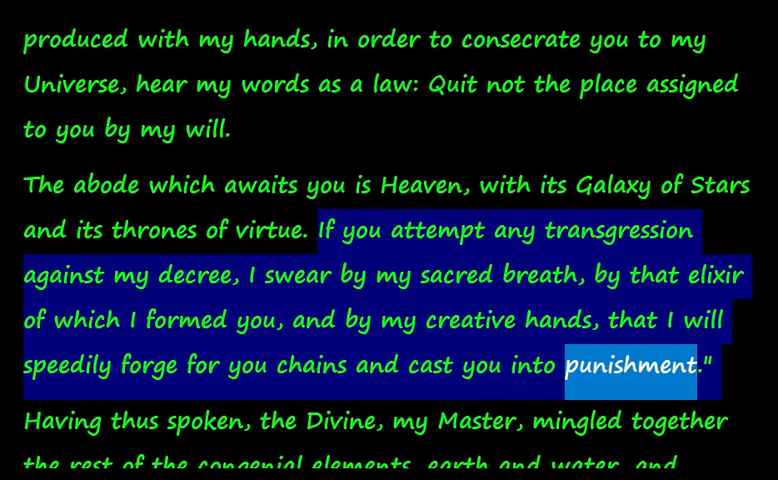 produced with my hands, in order to consecrate you to my
Universe, hear my words as a law: Quit not the place assigned
to you by my will.
The abode which awaits you is Heaven, with its Galaxy of Stars
and its thrones of virtue. If you attempt any transgression
against my decree, I swear by my sacred breath, by that elixir
of which I formed you, and by my creative hands, that I will
speedily forge for you chains and cast you into punishment."
Having thus spoken, the Divine, my Master, mingled together
the rest of the congenial elements, earth and water, and